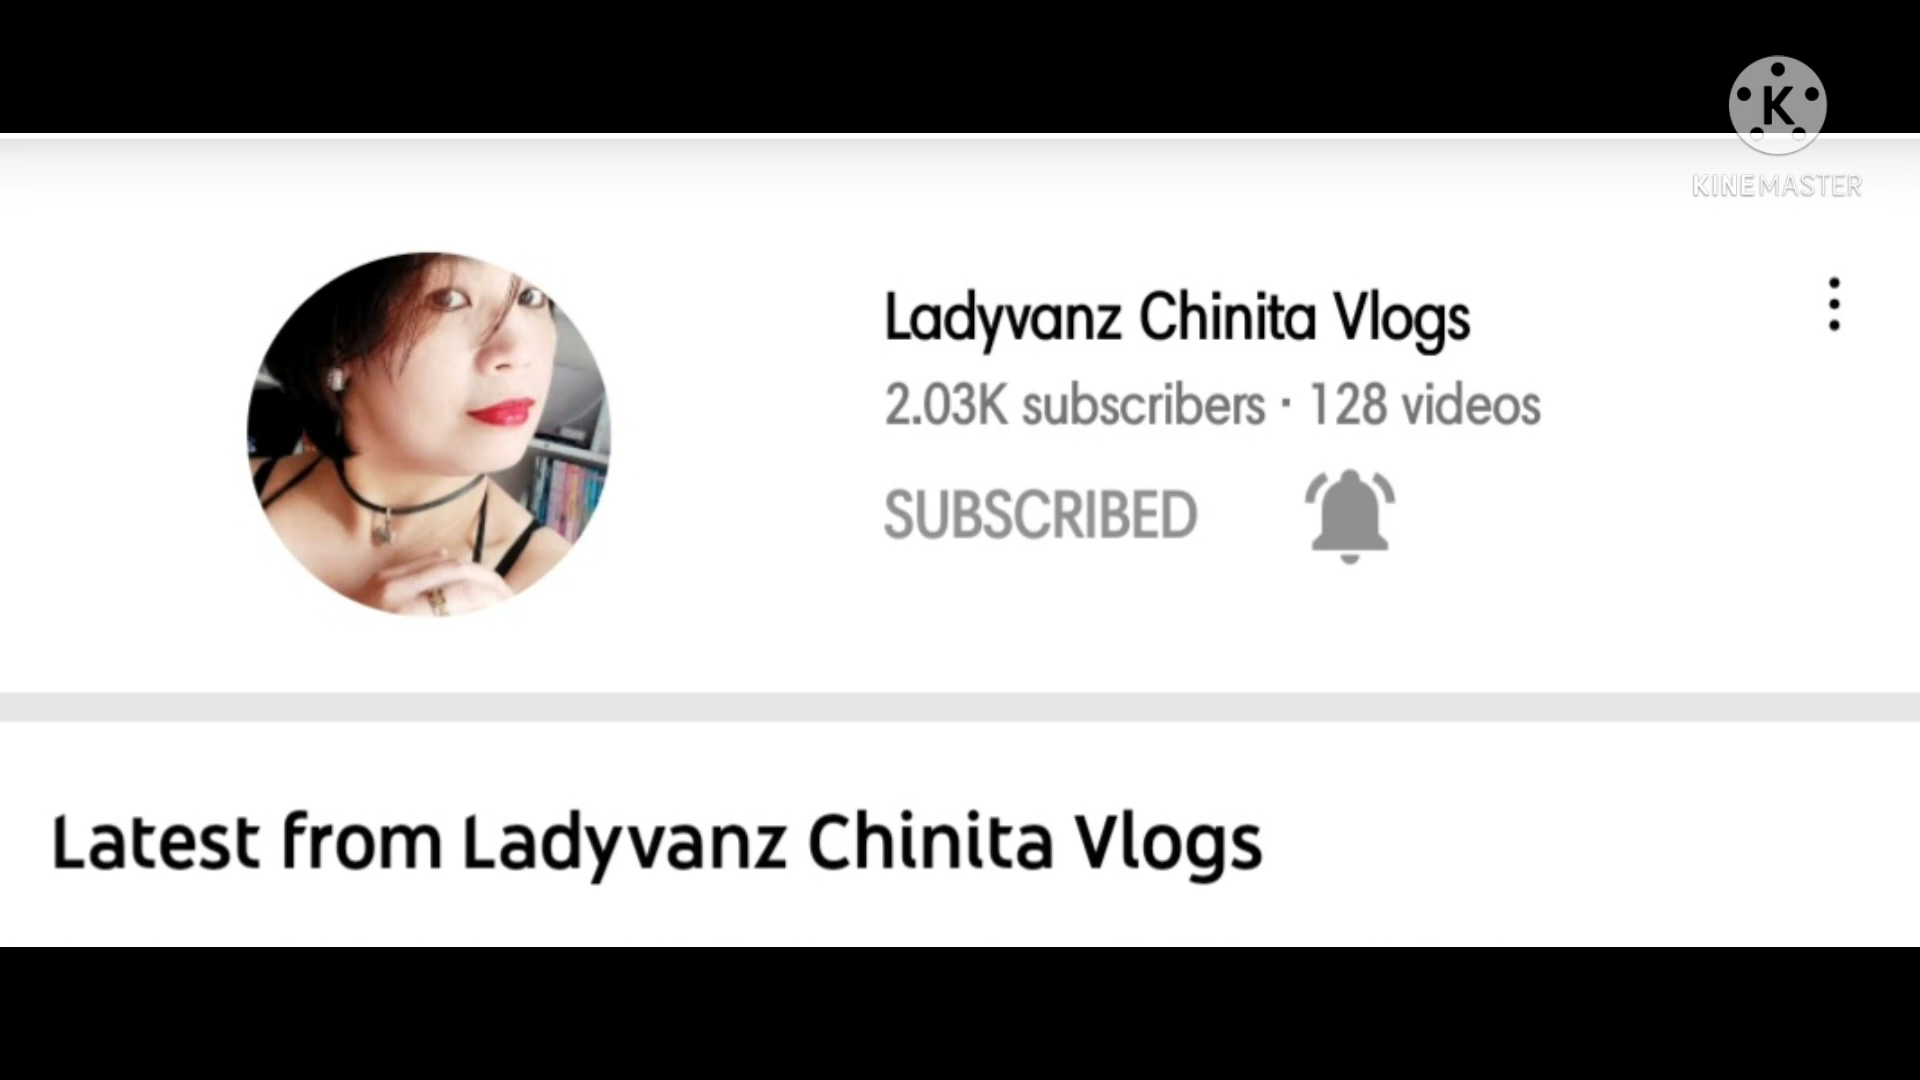 K
KINEMASTER
Ladyvanz Chinita Vlogs
2.03K subscribers · 128 videos
SUBSCRIBED
Latest from Ladyvanz Chinita Vlogs